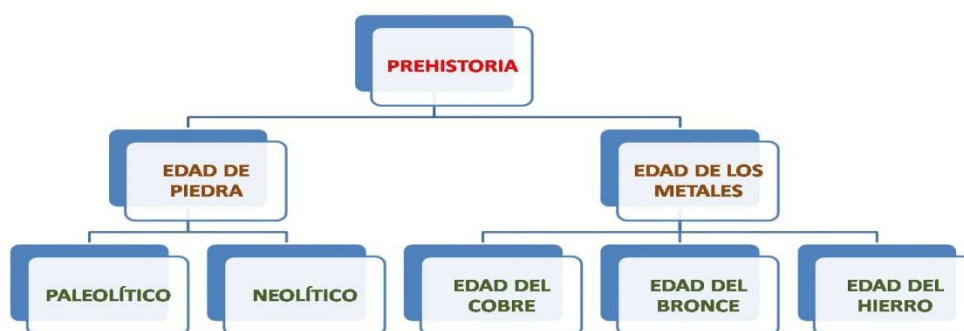 PREHISTORIA
EDAD DE
PIEDRA
EDAD DE LOS
METALES
PALEOLÍTICO
NEOLÍTICO
EDAD DEL
COBRE
EDAD DEL
BRONCE
EDAD DEL
HIERRO